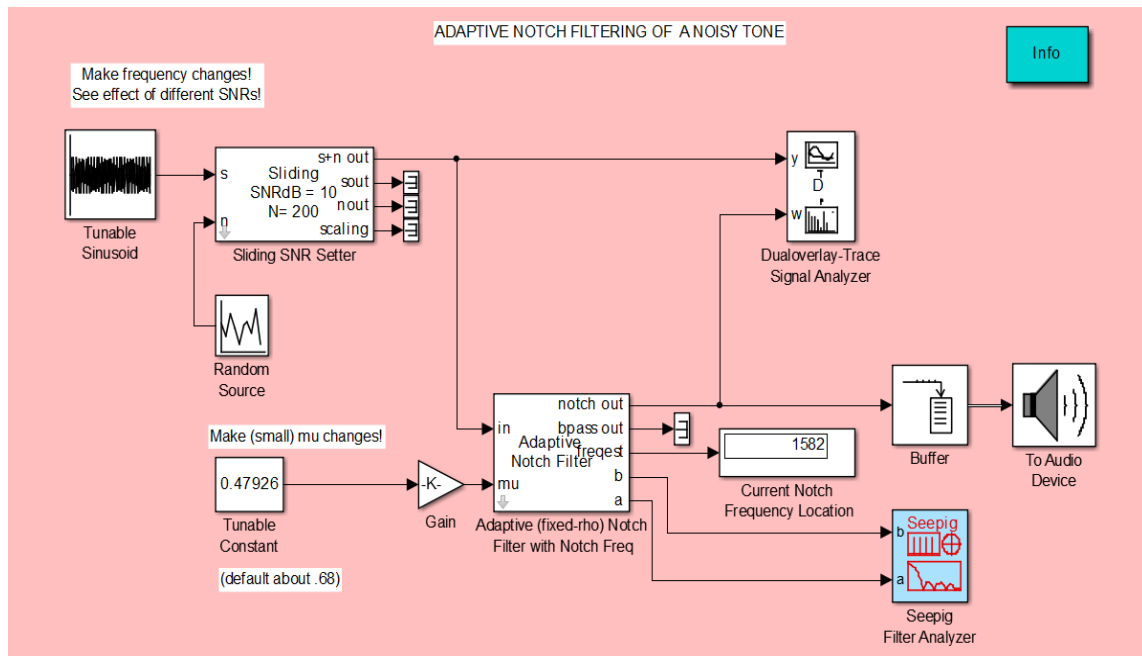 ADAPTIVE NOTCH FILTERING OF A NOISY TONE
Info
Make frequency changes!
See effect of different SNRs!
s
n
Sliding
SNRdB = 10
N= 200
s+n out
sout
nout
scaling
Tunable
Sinusoid
Sliding SNR Setter
y
D
w
Dualoverlay-Trace
Signal Analyzer
Random
Source
Make (small) mu changes!
0.47926
Tunable
Constant
(default about .68)
-K-
Gain
in
mu
Adaptive
Notch Filter
notch out
bpass out
freqest
b
a
Adaptive (fixed-rho) Notch
Filter with Notch Freq
1582
Current Notch
Frequency Location
Buffer
To Audio
Device
b
a
Seepig
Seepig
Filter Analyzer